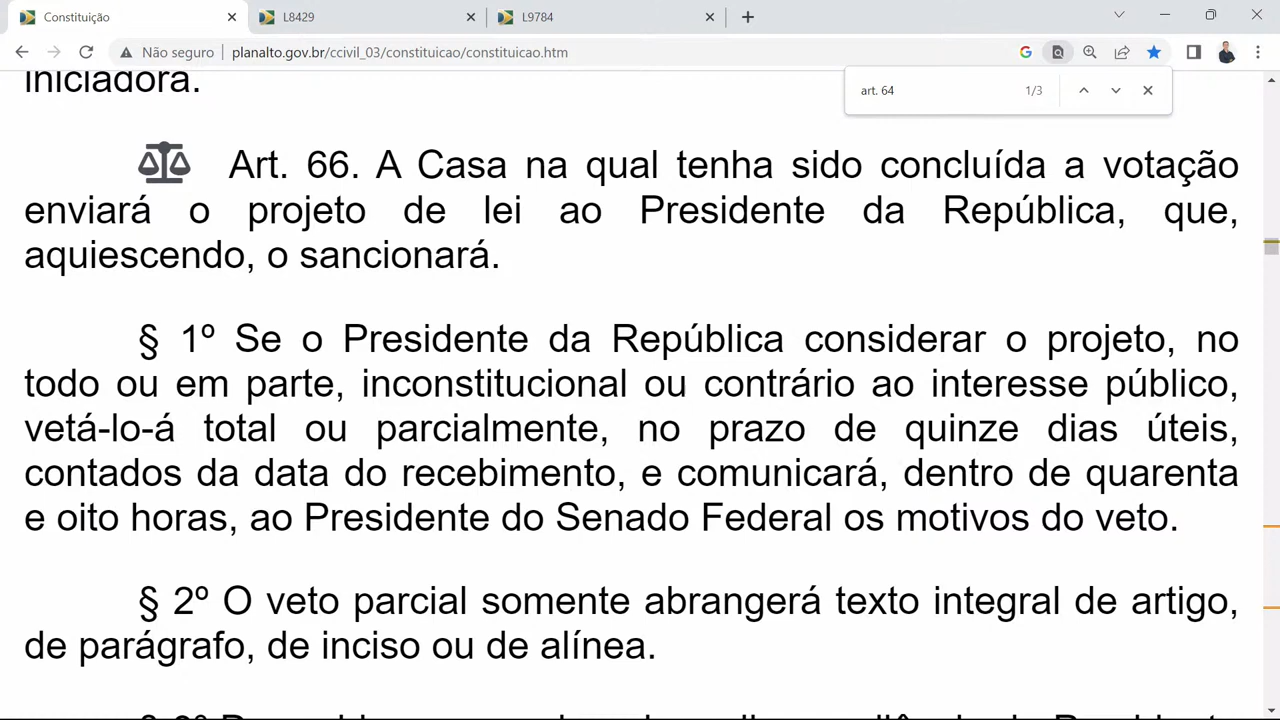 Constituição
L8429
L9784
Não seguro
planalto.gov.br/ccivil_03/constituicao/constituicao.htm
art. 64
1/3
iniciadora.
Art. 66. A Casa na qual tenha sido concluída a votação
enviará o projeto de lei ao Presidente da República, que,
aquiescendo, o sancionará.
§ 1º Se o Presidente da República considerar o projeto, no
todo ou em parte, inconstitucional ou contrário ao interesse público,
vetá-lo-á total ou parcialmente, no prazo de quinze dias úteis,
contados da data do recebimento, e comunicará, dentro de quarenta
e oito horas, ao Presidente do Senado Federal os motivos do veto.
§ 2º O veto parcial somente abrangerá texto integral de artigo,
de parágrafo, de inciso ou de alínea.